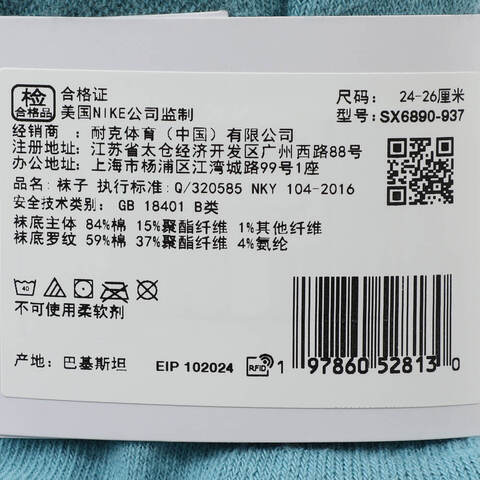 检
合格品
合格证
美国NIKE公司监制
尺码： 24-26厘米
型号：SX6890-937
经销商：耐克体育（中国）有限公司
注册地址：江苏省太仓经济开发区广州西路88号
办公地址：上海市杨浦区江湾城路99号1座
品名：袜子 执行标准：Q/320585 NKY 104-2016
安全技术类别：GB 18401 B类
袜底主体 84%棉 15%聚酯纤维 1%其他纤维
袜底罗纹 59%棉 37%聚酯纤维 4%氨纶
40
不可使用柔软剂
产地：巴基斯坦
EIP 102024
RFID
1 97860 52813 0